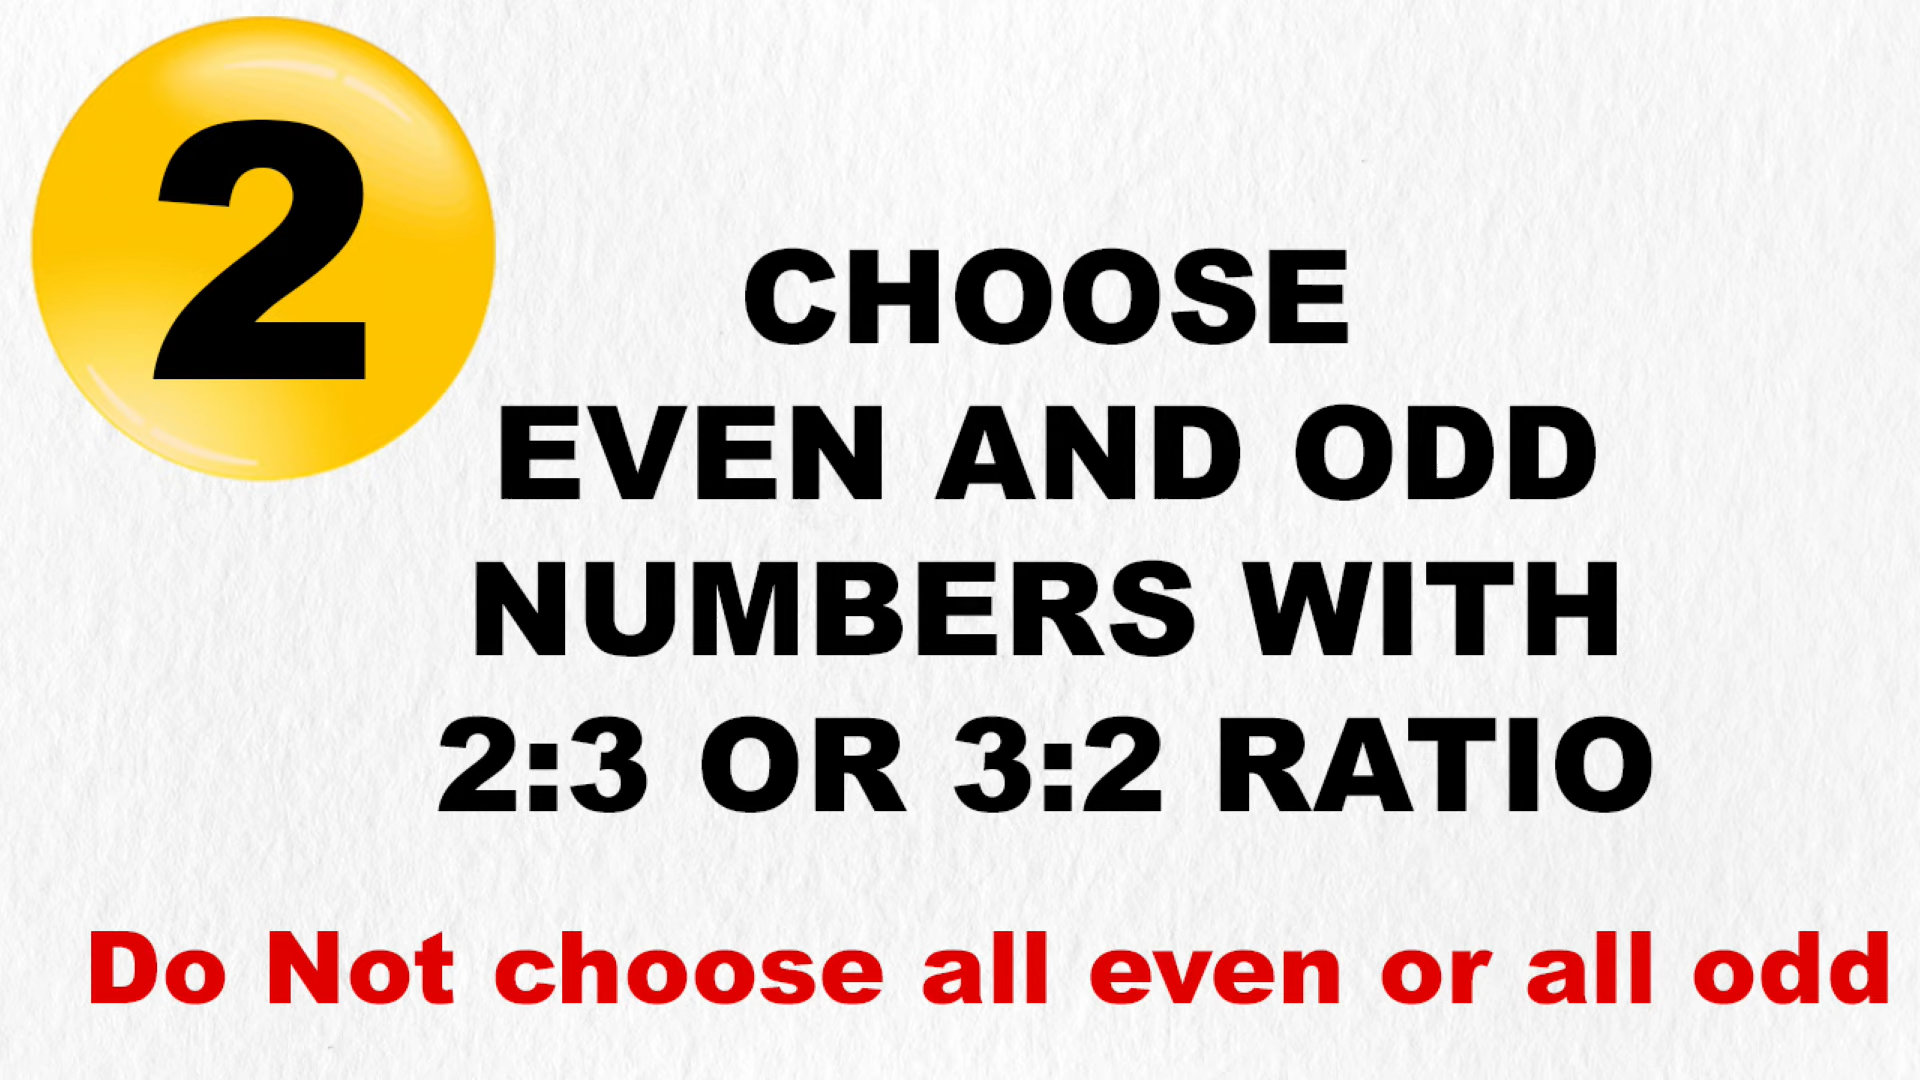 2
CHOOSE
EVEN AND ODD
NUMBERS WITH
2:3 OR 3:2 RATIO
Do Not choose all even or all odd